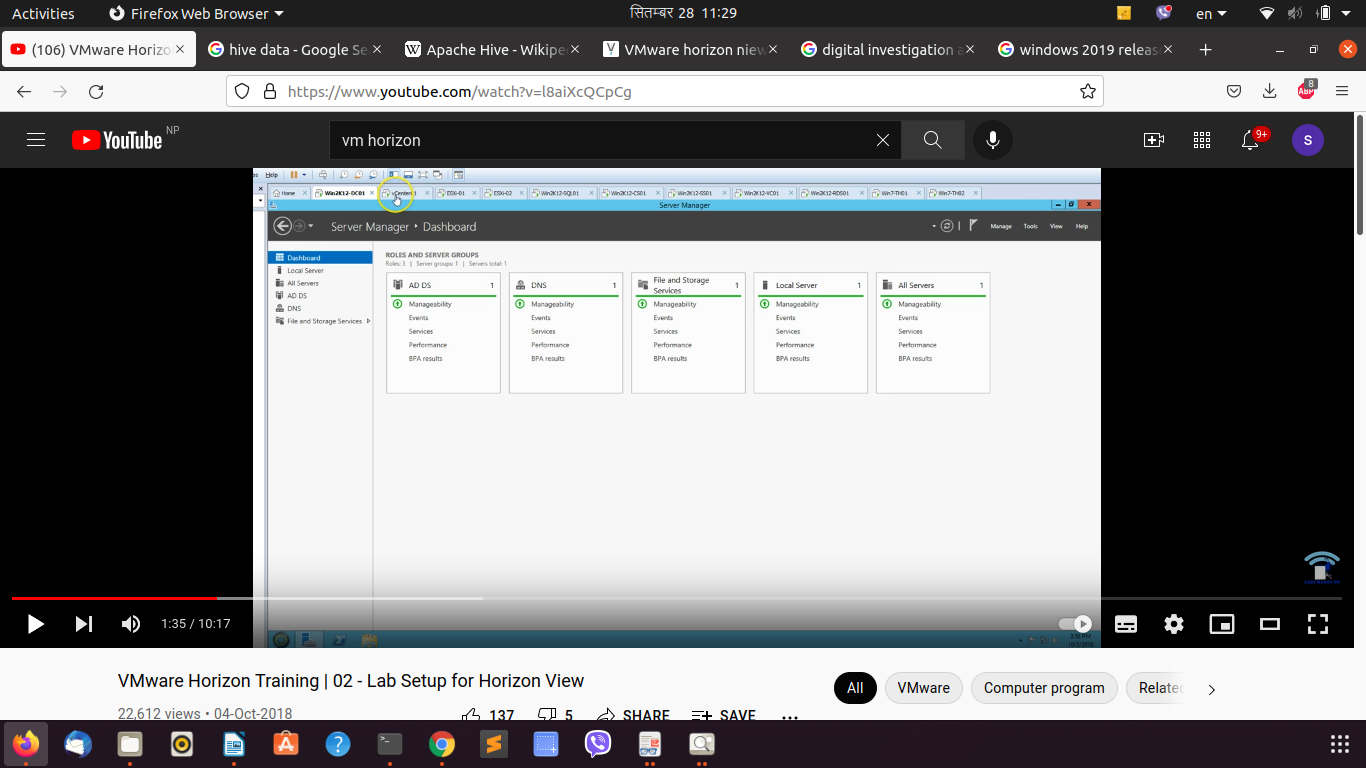 Activities Firefox Web Browser सितम्बर 28 11:29 en
(106) VMware Horizo hive data - Google Se Apache Hive - Wikipe VMware horizon niew digital investigation a windows 2019 releas
https://www.youtube.com/watch?v=l8aiXcQCpCg ABP 8
YouTube NP vm horizon 9+ S
Help
Home Win2K12-DC01 vCenter01 ESXi-01 ESXi-02 Win2K12-SQL01 Win2K12-CS01 Win2K12-SS01 Win2K12-VC01 Win2K12-RDS01 Win7-TH01 Win7-TH02
Server Manager
Server Manager Dashboard Manage Tools View Help
Dashboard
Local Server
All Servers
AD DS
DNS
File and Storage Services
ROLES AND SERVER GROUPS
Roles: 3 | Server groups: 1 | Servers total: 1
AD DS 1
Manageability
Events
Services
Performance
BPA results
DNS 1
Manageability
Events
Services
Performance
BPA results
File and Storage
Services 1
Manageability
Events
Services
Performance
BPA results
Local Server 1
Manageability
Events
Services
Performance
BPA results
All Servers 1
Manageability
Events
Services
Performance
BPA results
1:35 / 10:17
VMware Horizon Training | 02 - Lab Setup for Horizon View
22,612 views • 04-Oct-2018 137 5 SHARE SAVE
All VMware Computer program Relate